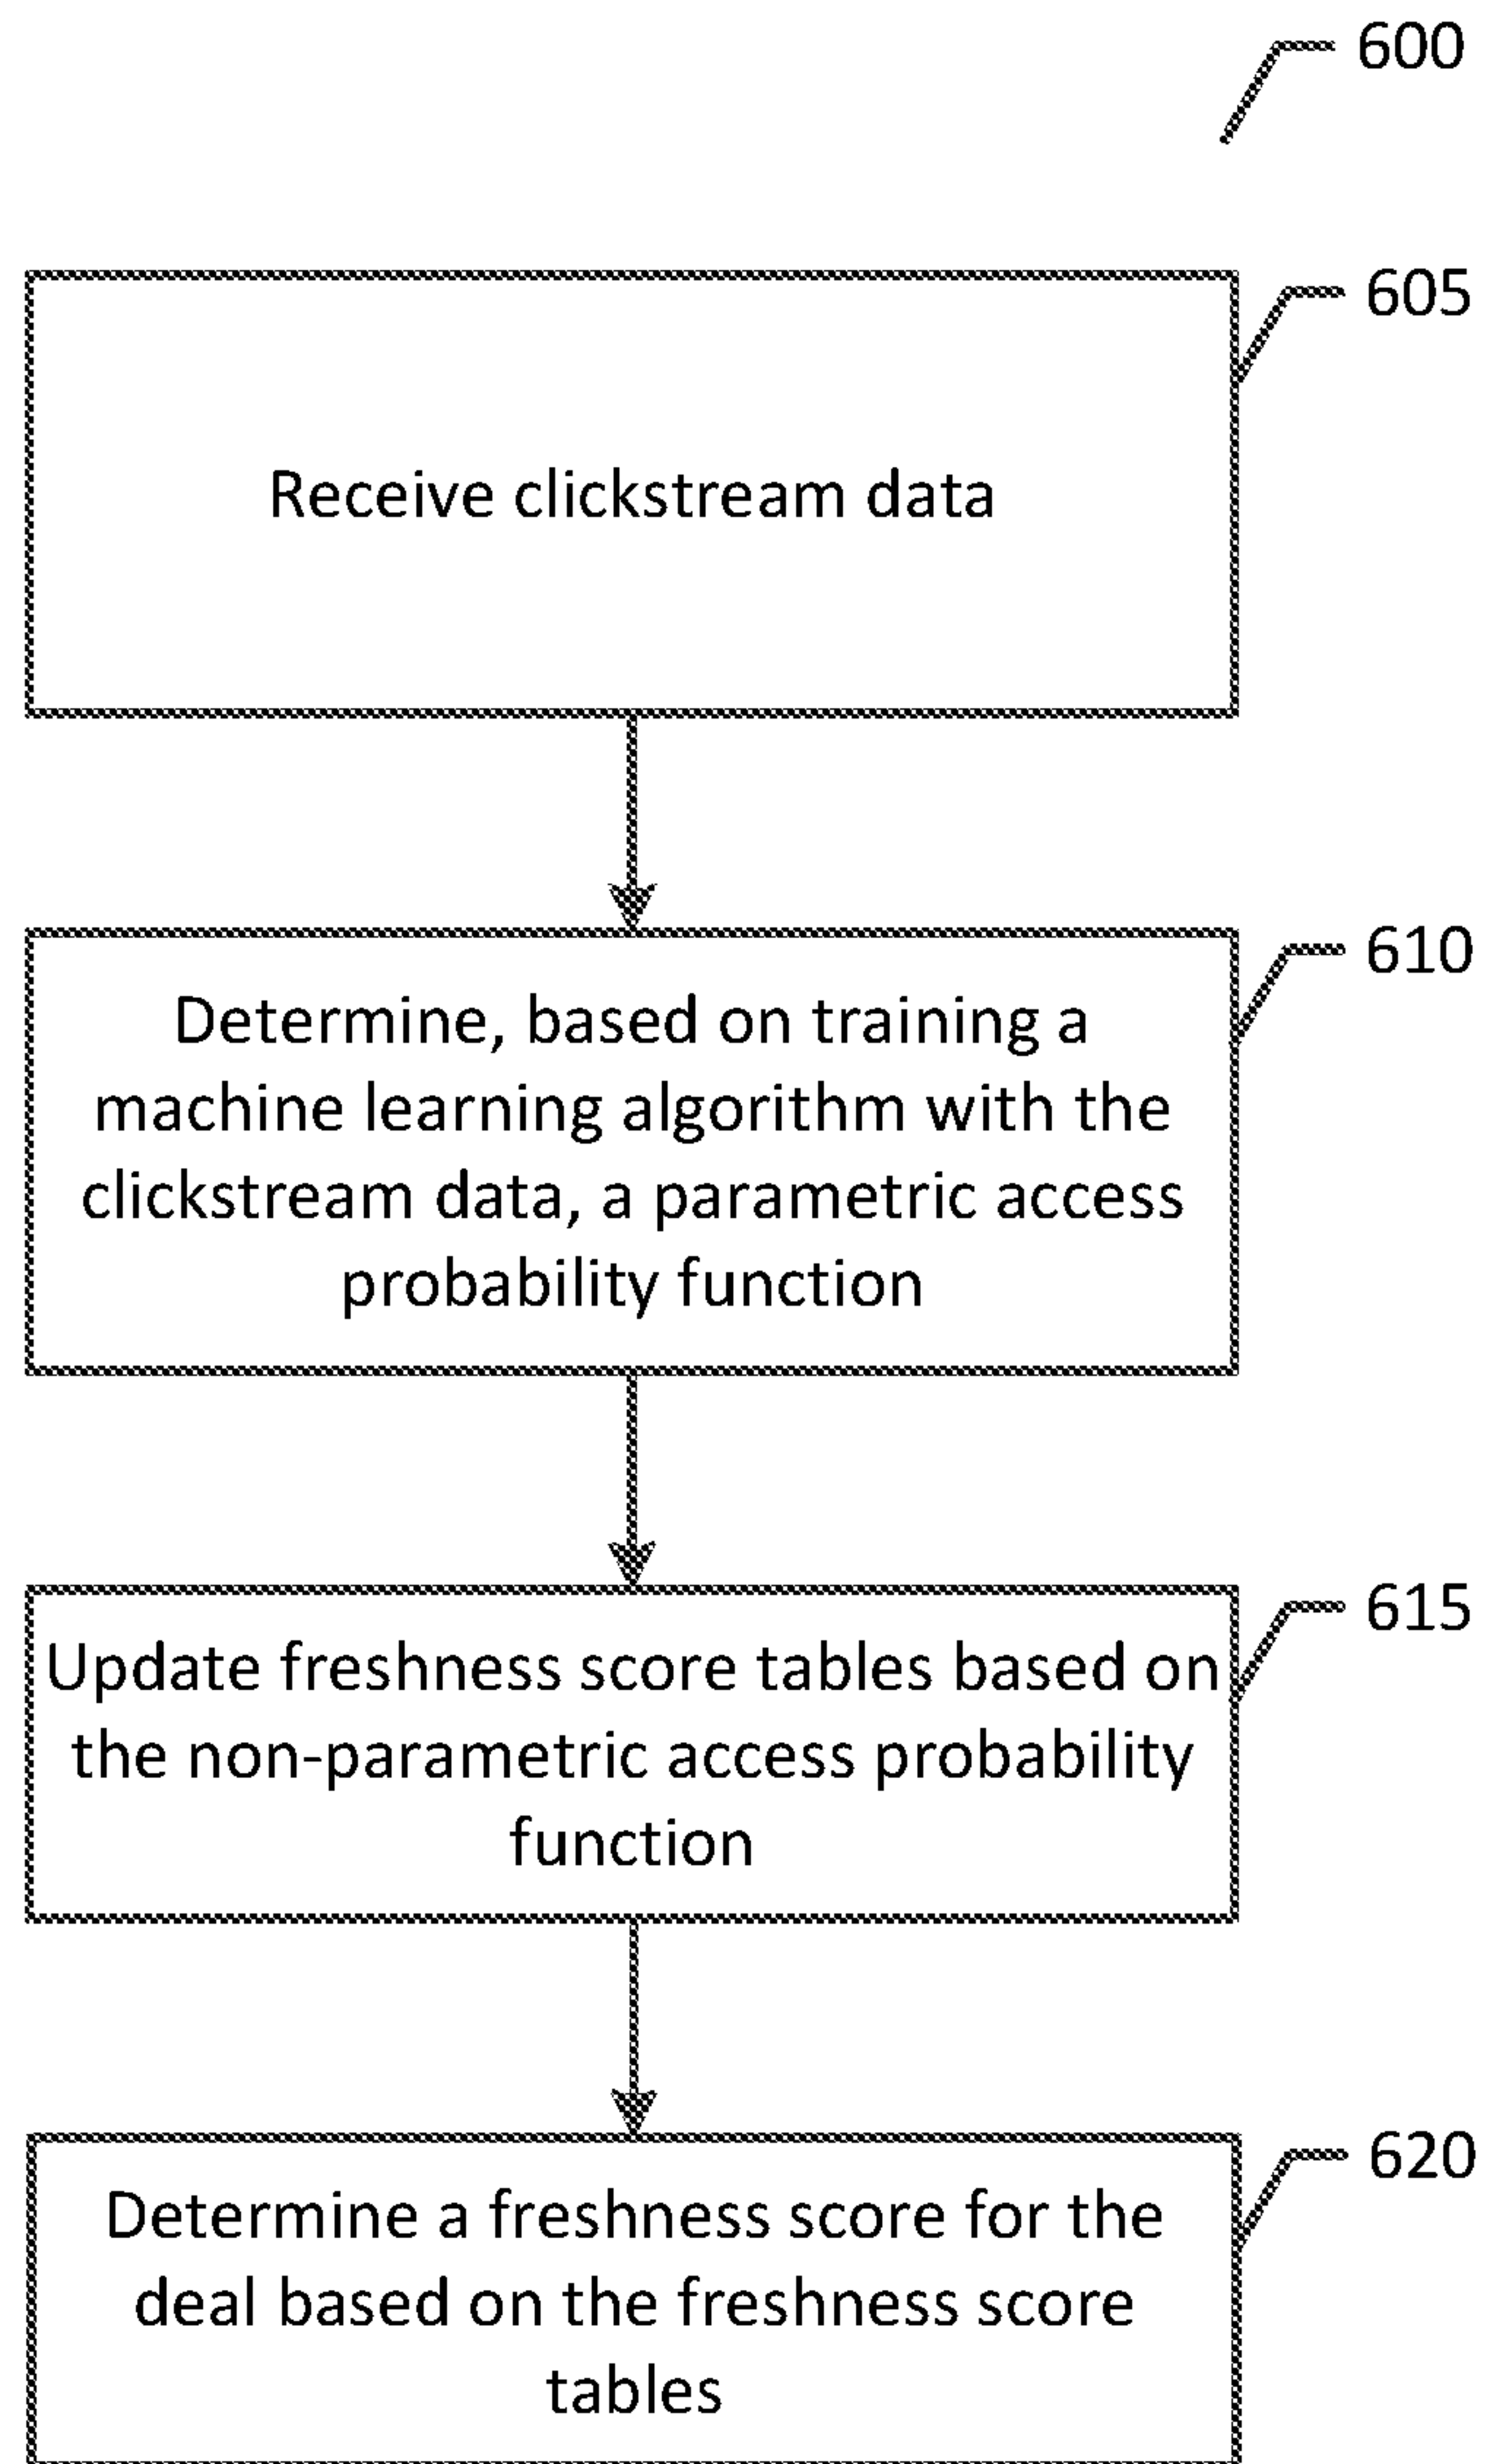 600
605
Receive clickstream data
610
Determine, based on training a
machine learning algorithm with the
clickstream data, a parametric access
probability function
615
Update freshness score tables based on
the non-parametric access probability
function
620
Determine a freshness score for the
deal based on the freshness score
tables